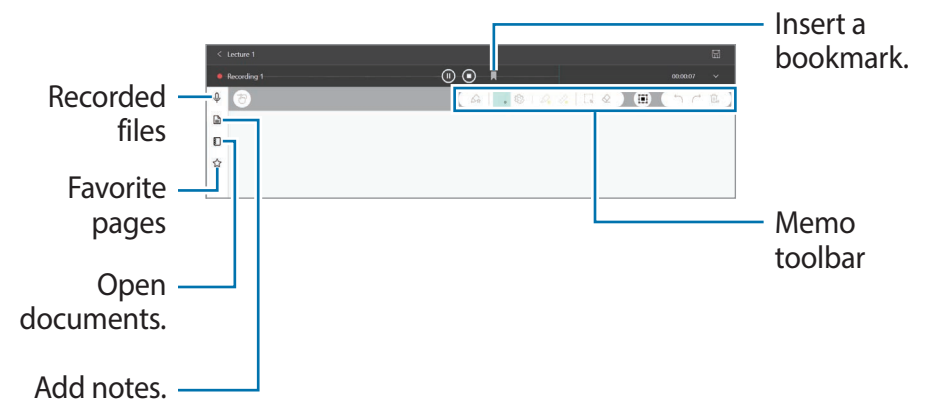 Insert a
bookmark.
< Lecture 1
Recording 1
00:00:07
Recorded
files
Favorite
pages
Memo
toolbar
Open
documents.
Add notes.